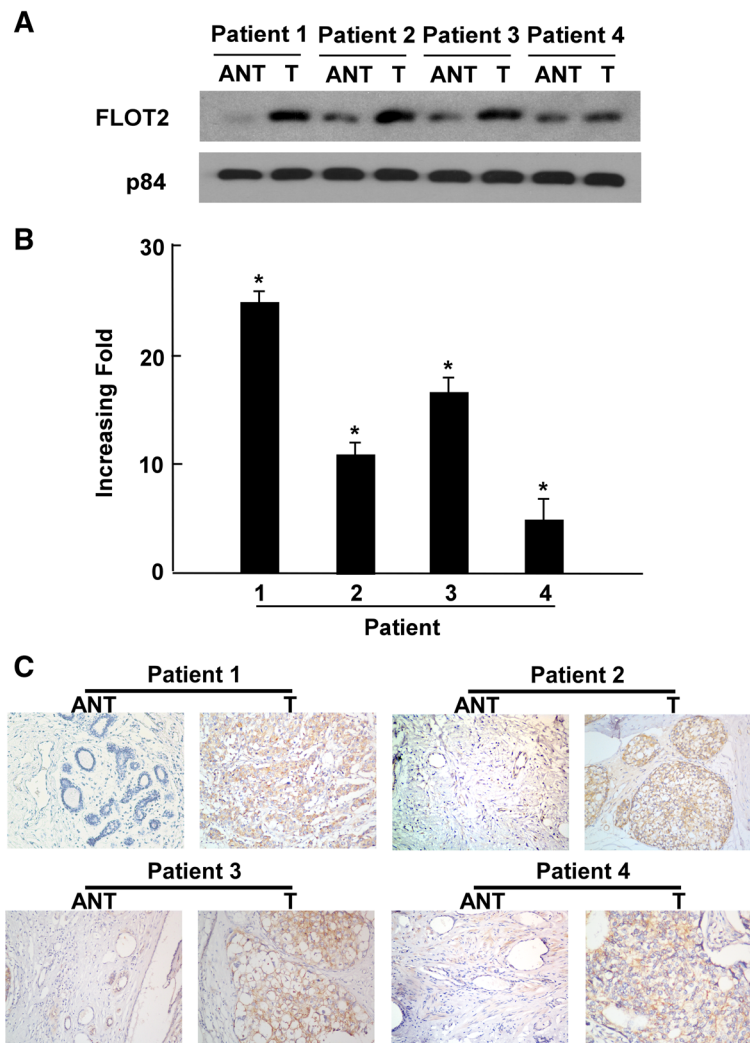 A
Patient 1 Patient 2 Patient 3 Patient 4
ANT T ANT T ANT T ANT T
FLOT2
p84
B
30
20
10
0
Increasing Fold
* * * *
1 2 3 4
Patient
C
Patient 1 Patient 2
ANT T ANT T
Patient 3 Patient 4
ANT T ANT T